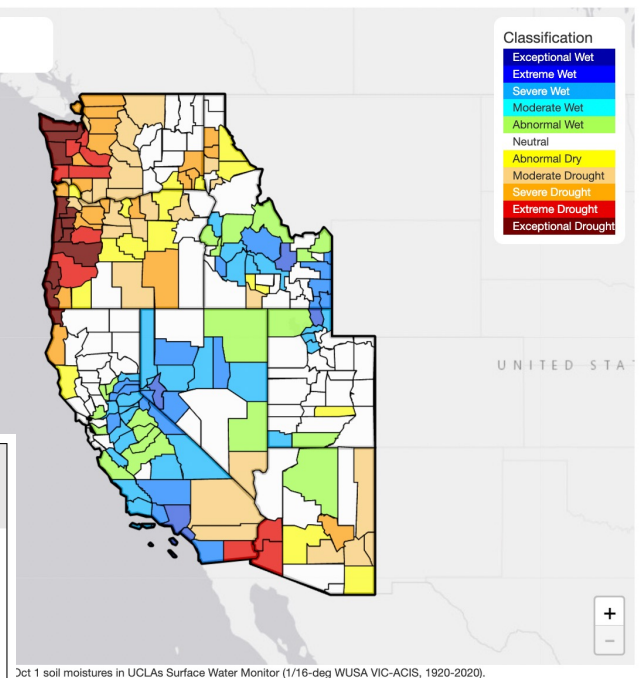 Classification
Exceptional Wet
Extreme Wet
Severe Wet
Moderate Wet
Abnormal Wet
Neutral
Abnormal Dry
Moderate Drought
Severe Drought
Extreme Drought
Exceptional Drought
UNITED STA
+
−
Oct 1 soil moistures in UCLAs Surface Water Monitor (1/16-deg WUSA VIC-ACIS, 1920-2020).